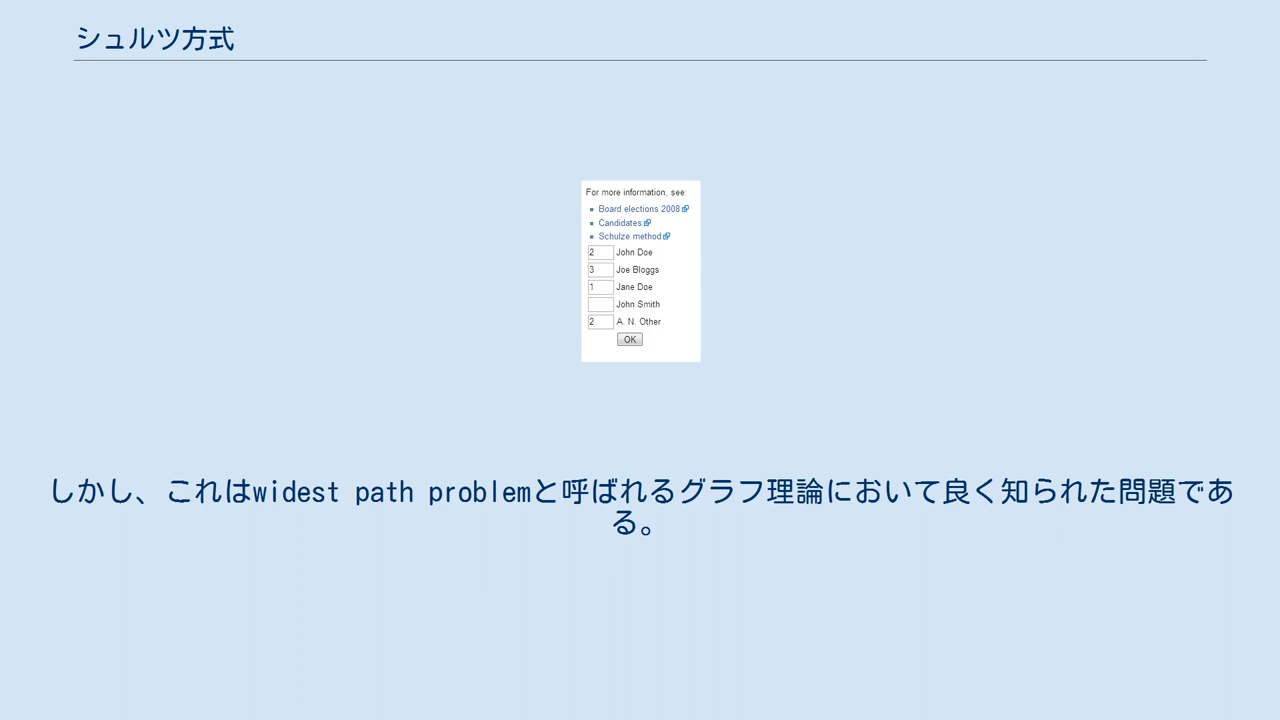 シュルツ方式
For more information, see:
Board elections 2008
Candidates
Schulze method
2 John Doe
3 Joe Bloggs
1 Jane Doe
John Smith
2 A. N. Other
OK
しかし、これはwidest path problemと呼ばれるグラフ理論において良く知られた問題であ
る。